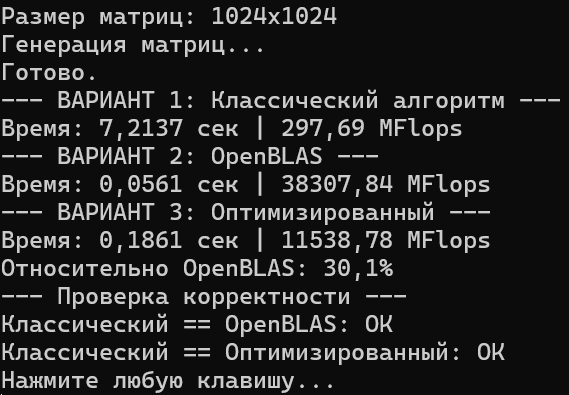 Размер матриц: 1024x1024
Генерация матриц...
Готово.
--- ВАРИАНТ 1: Классический алгоритм ---
Время: 7,2137 сек | 297,69 MFlops
--- ВАРИАНТ 2: OpenBLAS ---
Время: 0,0561 сек | 38307,84 MFlops
--- ВАРИАНТ 3: Оптимизированный ---
Время: 0,1861 сек | 11538,78 MFlops
Относительно OpenBLAS: 30,1%
--- Проверка корректности ---
Классический == OpenBLAS: ОК
Классический == Оптимизированный: ОК
Нажмите любую клавишу...